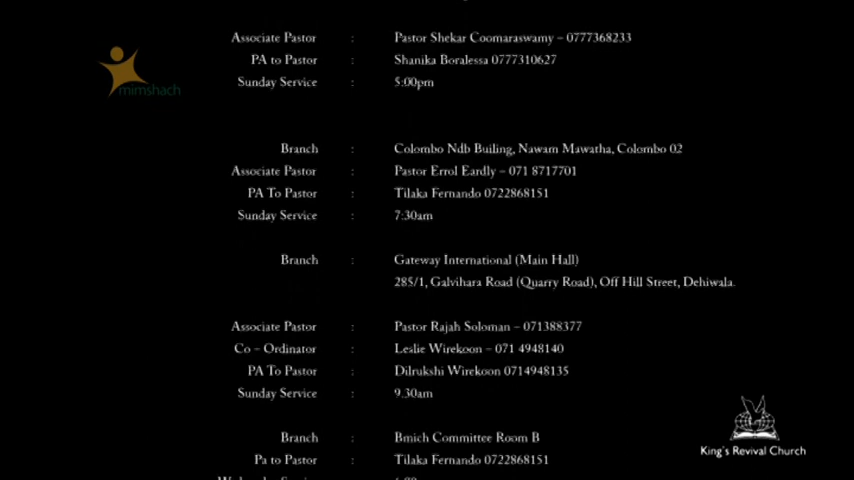 Associate Pastor : Pastor Shekar Coomaraswamy – 0777368233
PA to Pastor : Shanika Boralessa 0777310627
Sunday Service : 5:00pm
mimshach
Branch : Colombo Ndb Builing, Nawam Mawatha, Colombo 02
Associate Pastor : Pastor Errol Eardly – 071 8717701
PA To Pastor : Tilaka Fernando 0722868151
Sunday Service : 7:30am
Branch : Gateway International (Main Hall)
285/1, Galvihara Road (Quarry Road), Off Hill Street, Dehiwala.
Associate Pastor : Pastor Rajah Soloman – 071388377
Co – Ordinator : Leslie Wirekoon – 071 4948140
PA To Pastor : Dilrukshi Wirekoon 0714948135
Sunday Service : 9.30am
Branch : Bmich Committee Room B
Pa to Pastor : Tilaka Fernando 0722868151
King's Revival Church